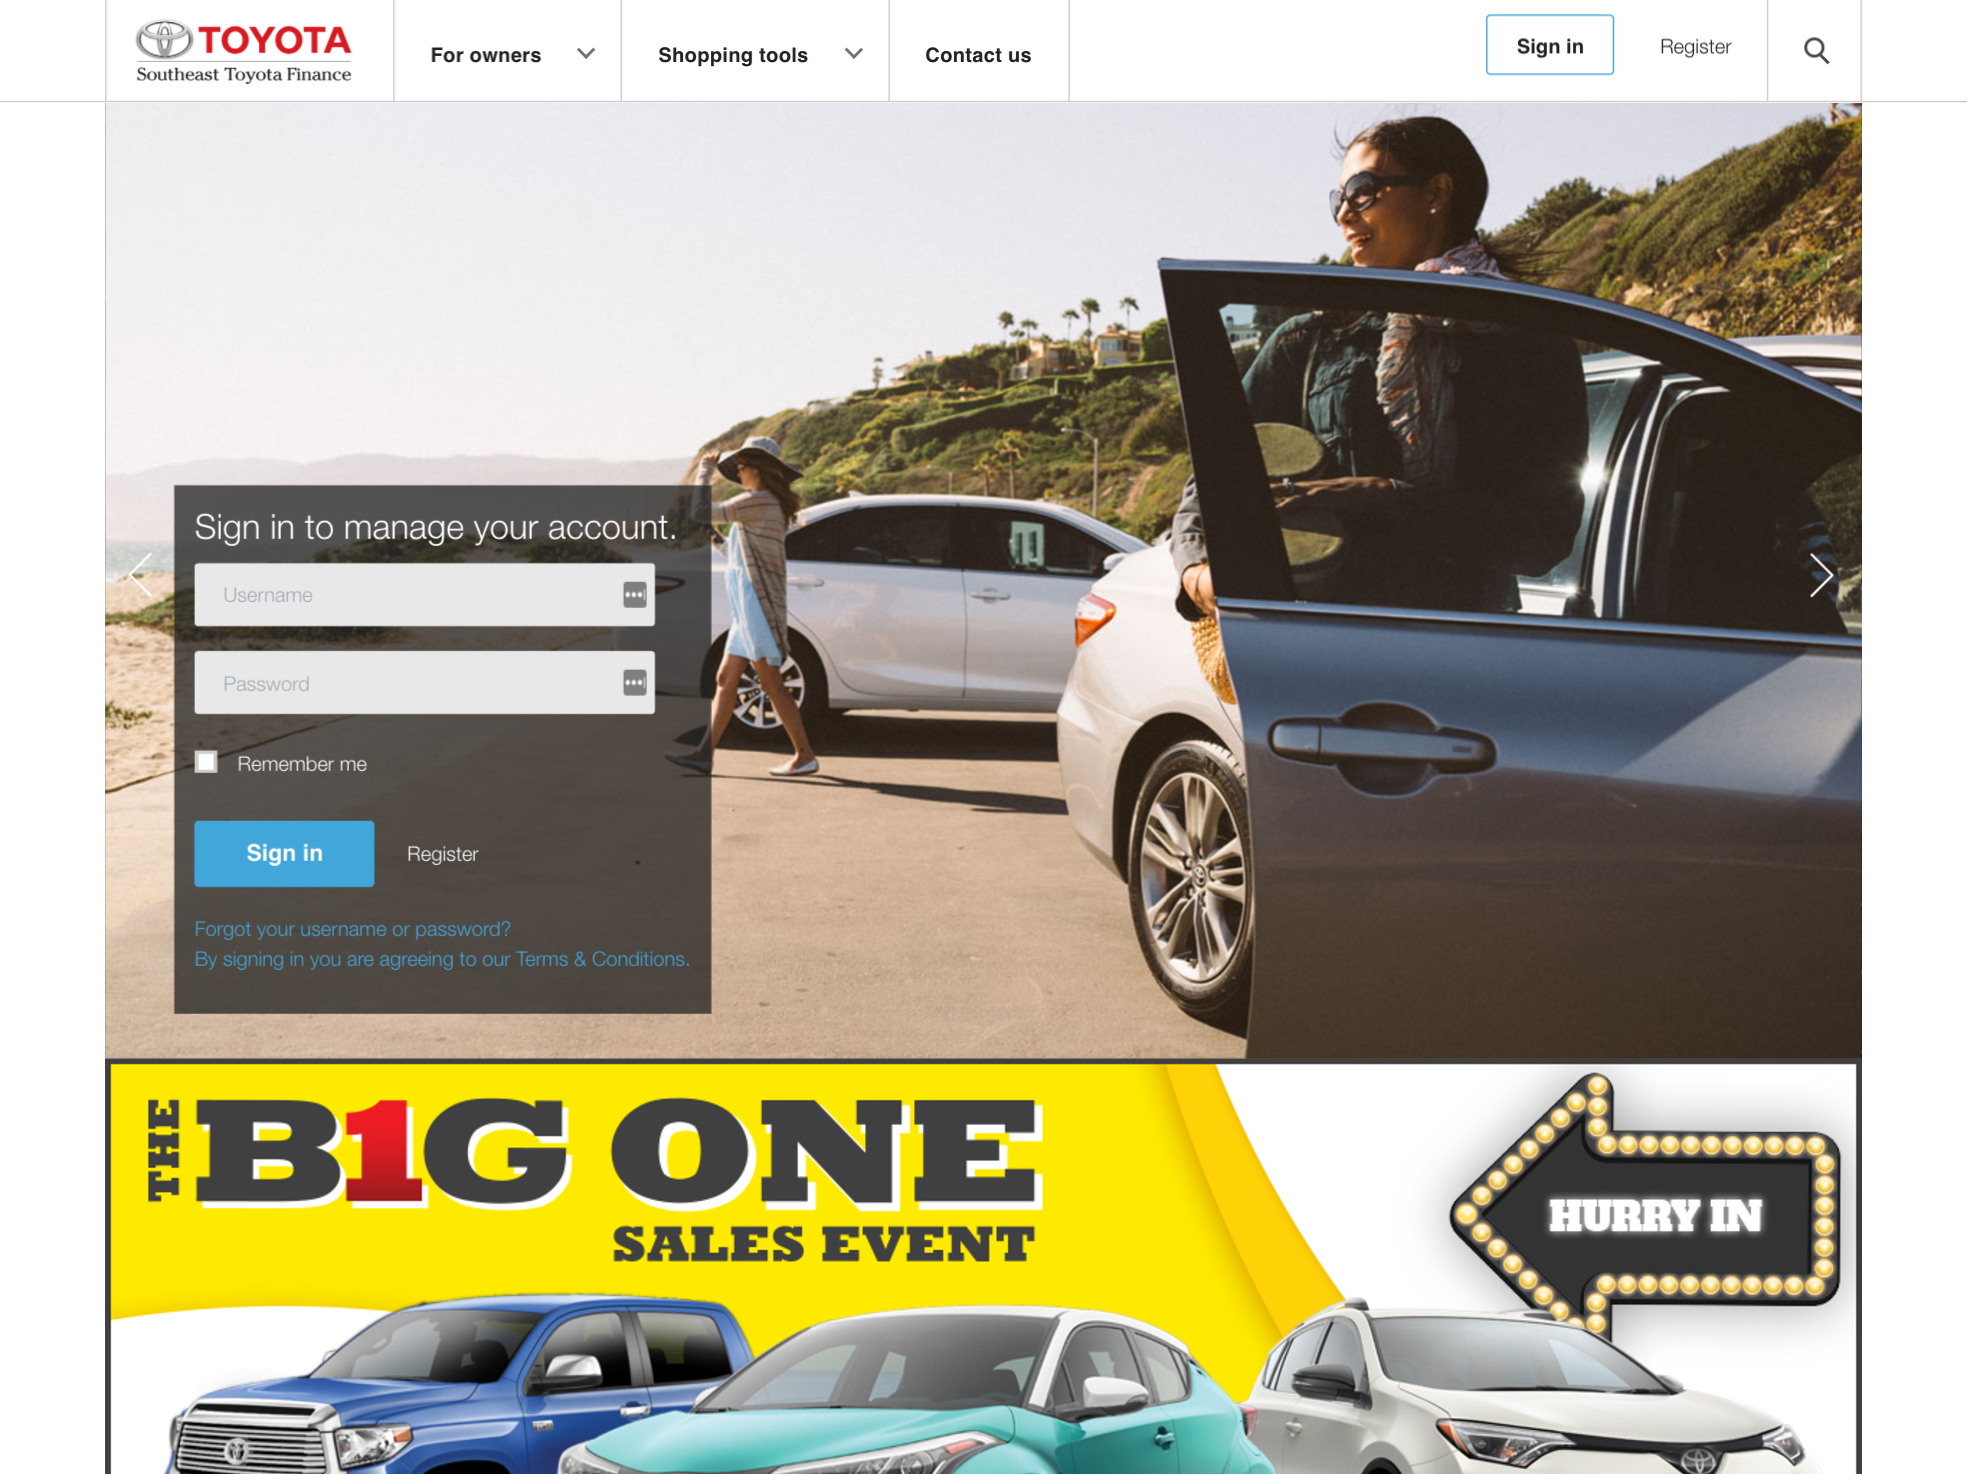 TOYOTA
Southeast Toyota Finance
For owners
Shopping tools
Contact us
Sign in
Register
Sign in to manage your account.
Username
Password
Remember me
Sign in
Register
Forgot your username or password?
By signing in you are agreeing to our Terms & Conditions.
THE
B1G ONE
SALES EVENT
HURRY IN